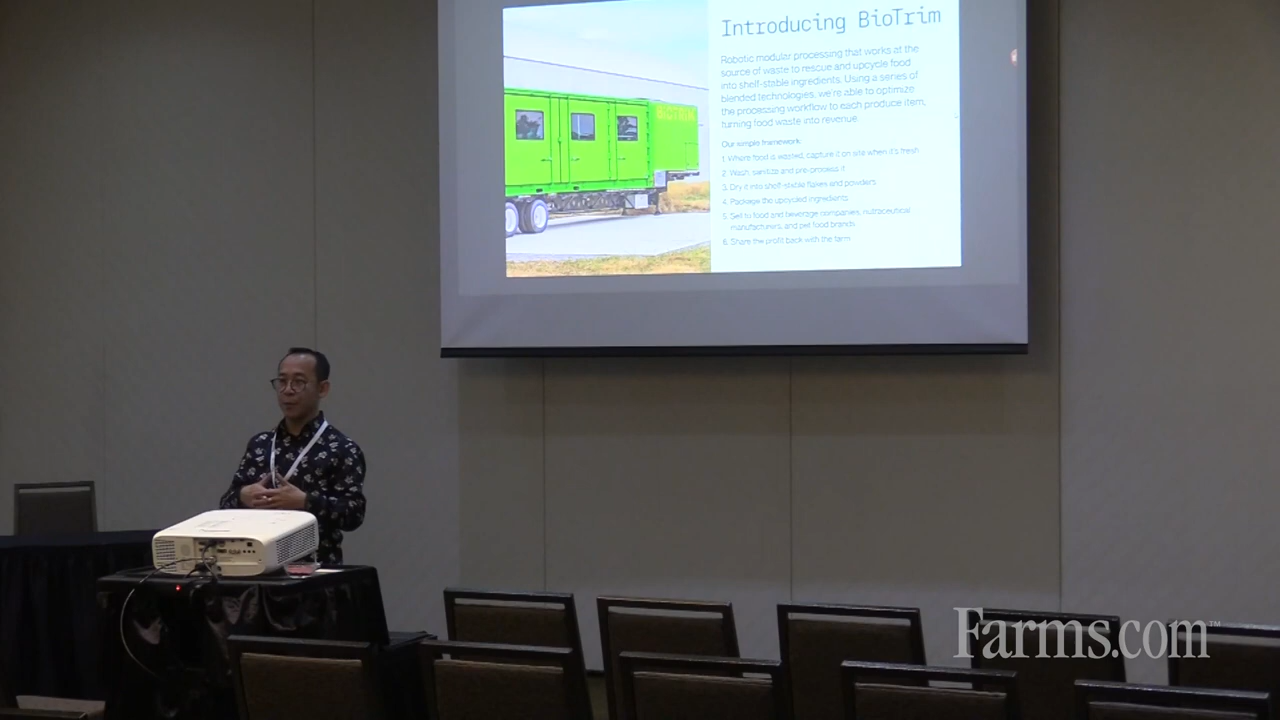 Introducing BioTrim
Robotic modular processing that works at the
source of waste to rescue and upcycle food
into shelf-stable ingredients. Using a series of
blended technologies, we're able to optimize
the processing workflow to each produce item,
turning food waste into revenue.
Our simple framework:
1. Where food is wasted, capture it on site when it's fresh
2. Wash, sanitize and pre-process it
3. Dry it into shelf-stable flakes and powders
4. Package the upcycled ingredients
5. Sell to food and beverage companies, nutraceutical
manufacturers, and pet food brands
6. Share the profit back with the farm
BIOTRIM
Farms.com™